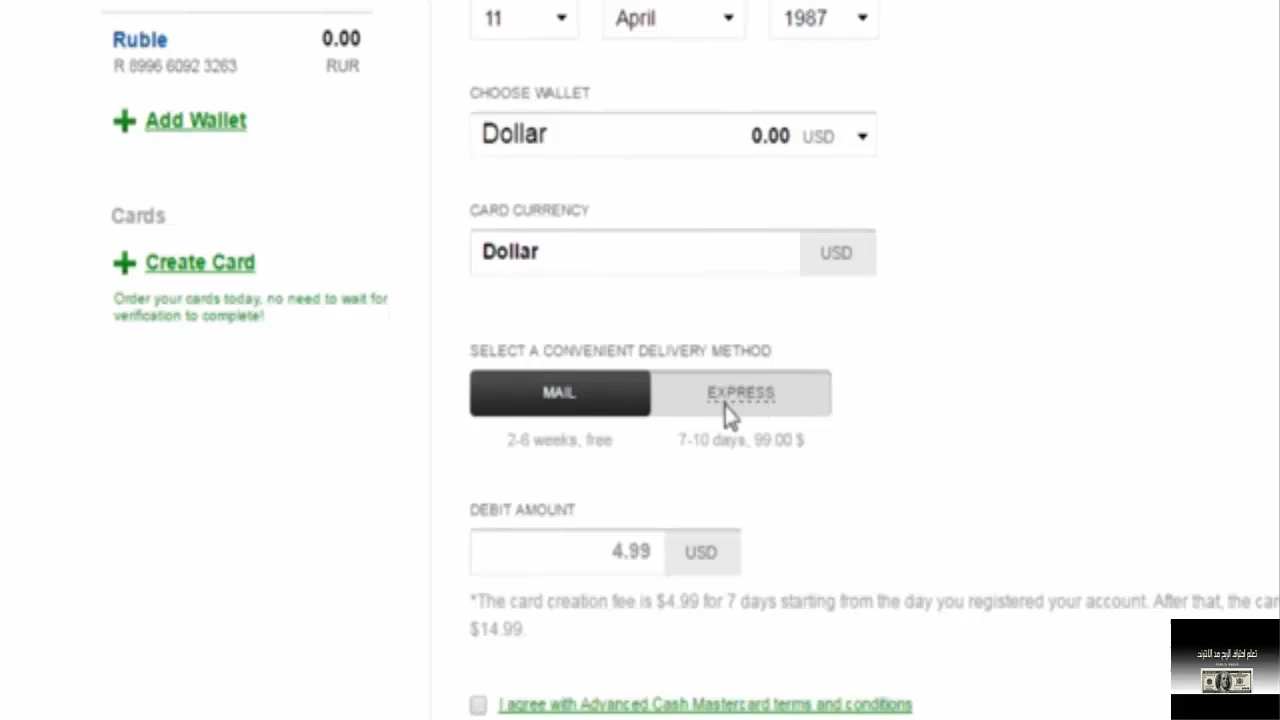 11 April 1987
Ruble 0.00
R 8996 6092 3263 RUR
CHOOSE WALLET
Add Wallet
Dollar 0.00 USD
CARD CURRENCY
Cards
Dollar USD
Create Card
Order your cards today, no need to wait for
verification to complete!
SELECT A CONVENIENT DELIVERY METHOD
MAIL EXPRESS
2-6 weeks, free 7-10 days, 99.00 $
DEBIT AMOUNT
4.99 USD
*The card creation fee is $4.99 for 7 days starting from the day you registered your account. After that, the car
$14.99.
I agree with Advanced Cash Mastercard terms and conditions